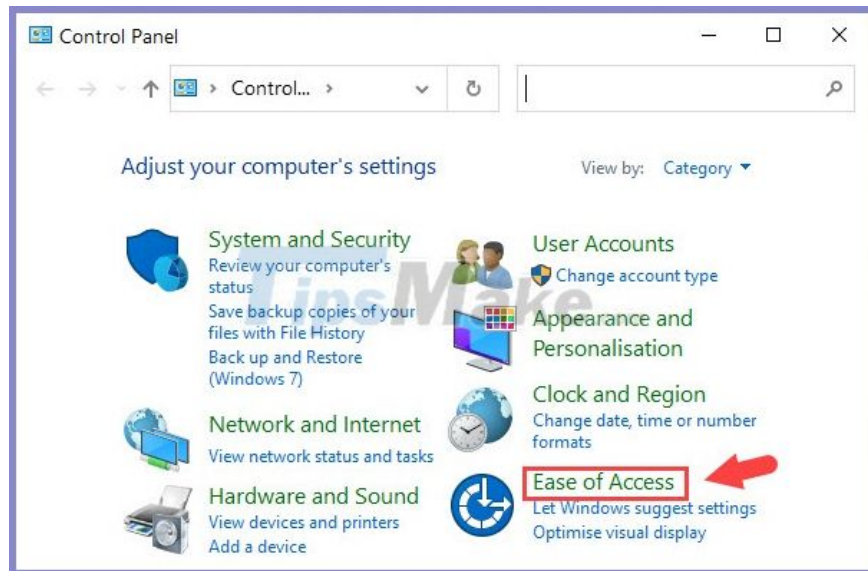 Control Panel
Control...
Adjust your computer's settings
View by: Category
System and Security
Review your computer's
status
Save backup copies of your
files with File History
Back up and Restore
(Windows 7)
Network and Internet
View network status and tasks
Hardware and Sound
View devices and printers
Add a device
User Accounts
Change account type
Appearance and
Personalisation
Clock and Region
Change date, time or number
formats
Ease of Access
Let Windows suggest settings
Optimise visual display
TipsMake